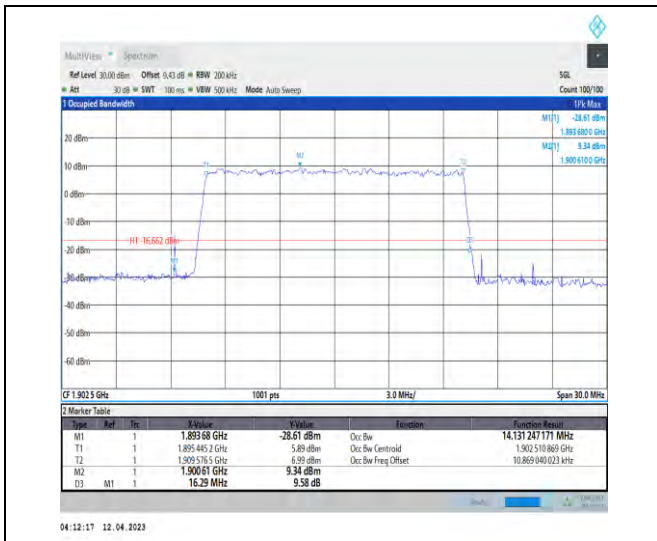 MultiView Spectrum
Ref Level 30.00 dBm Offset 9.43 dB RBW 200 kHz SGL
Att 30 dB SWT 100 ms VBW 500 kHz Mode Auto Sweep Count 100/100
1 Occupied Bandwidth 1Pk Max
M1[1] -28.61 dBm
1.893 680 0 GHz
M2[1] 9.34 dBm
1.900 610 0 GHz
20 dBm
M2
T1 T2
10 dBm
0 dBm
-10 dBm
H1 -16.662 dBm
D3
-20 dBm
M1
-30 dBm
-40 dBm
-50 dBm
-60 dBm
CF 1.902 5 GHz 1001 pts 3.0 MHz/ Span 30.0 MHz
2 Marker Table
Type Ref Trc X-Value Y-Value Function Function Result
M1 1 1.893 68 GHz -28.61 dBm Occ Bw 14.131 247 171 MHz
T1 1 1.895 445 2 GHz 5.89 dBm Occ Bw Centroid 1.902 510 869 GHz
T2 1 1.909 576 5 GHz 6.99 dBm Occ Bw Freq Offset 10.869 040 023 kHz
M2 1 1.900 61 GHz 9.34 dBm
D3 M1 1 16.29 MHz 9.58 dB
04:12:17 12.04.2023